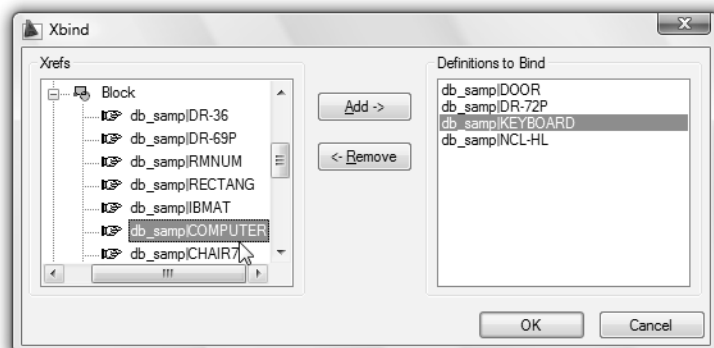 Xbind
Xrefs
Block
db_samp|DR-36
db_samp|DR-69P
db_samp|RMNUM
db_samp|RECTANG
db_samp|IBMAT
db_samp|COMPUTER
db_samp|CHAIR7
Add ->
<- Remove
Definitions to Bind
db_samp|DOOR
db_samp|DR-72P
db_samp|KEYBOARD
db_samp|NCL-HL
OK
Cancel